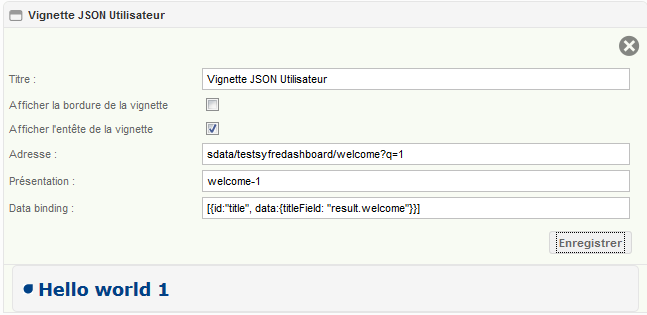 Vignette JSON Utilisateur
Titre : Vignette JSON Utilisateur
Afficher la bordure de la vignette
Afficher l'entête de la vignette
Adresse : sdata/testsyfredashboard/welcome?q=1
Présentation : welcome-1
Data binding : [{id:"title", data:{titleField: "result.welcome"}}]
Enregistrer
Hello world 1